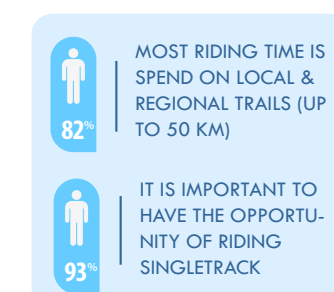 MOST RIDING TIME IS
SPEND ON LOCAL &
REGIONAL TRAILS (UP
TO 50 KM)
82%
IT IS IMPORTANT TO
HAVE THE OPPORTU-
NITY OF RIDING
SINGLETRACK
93%